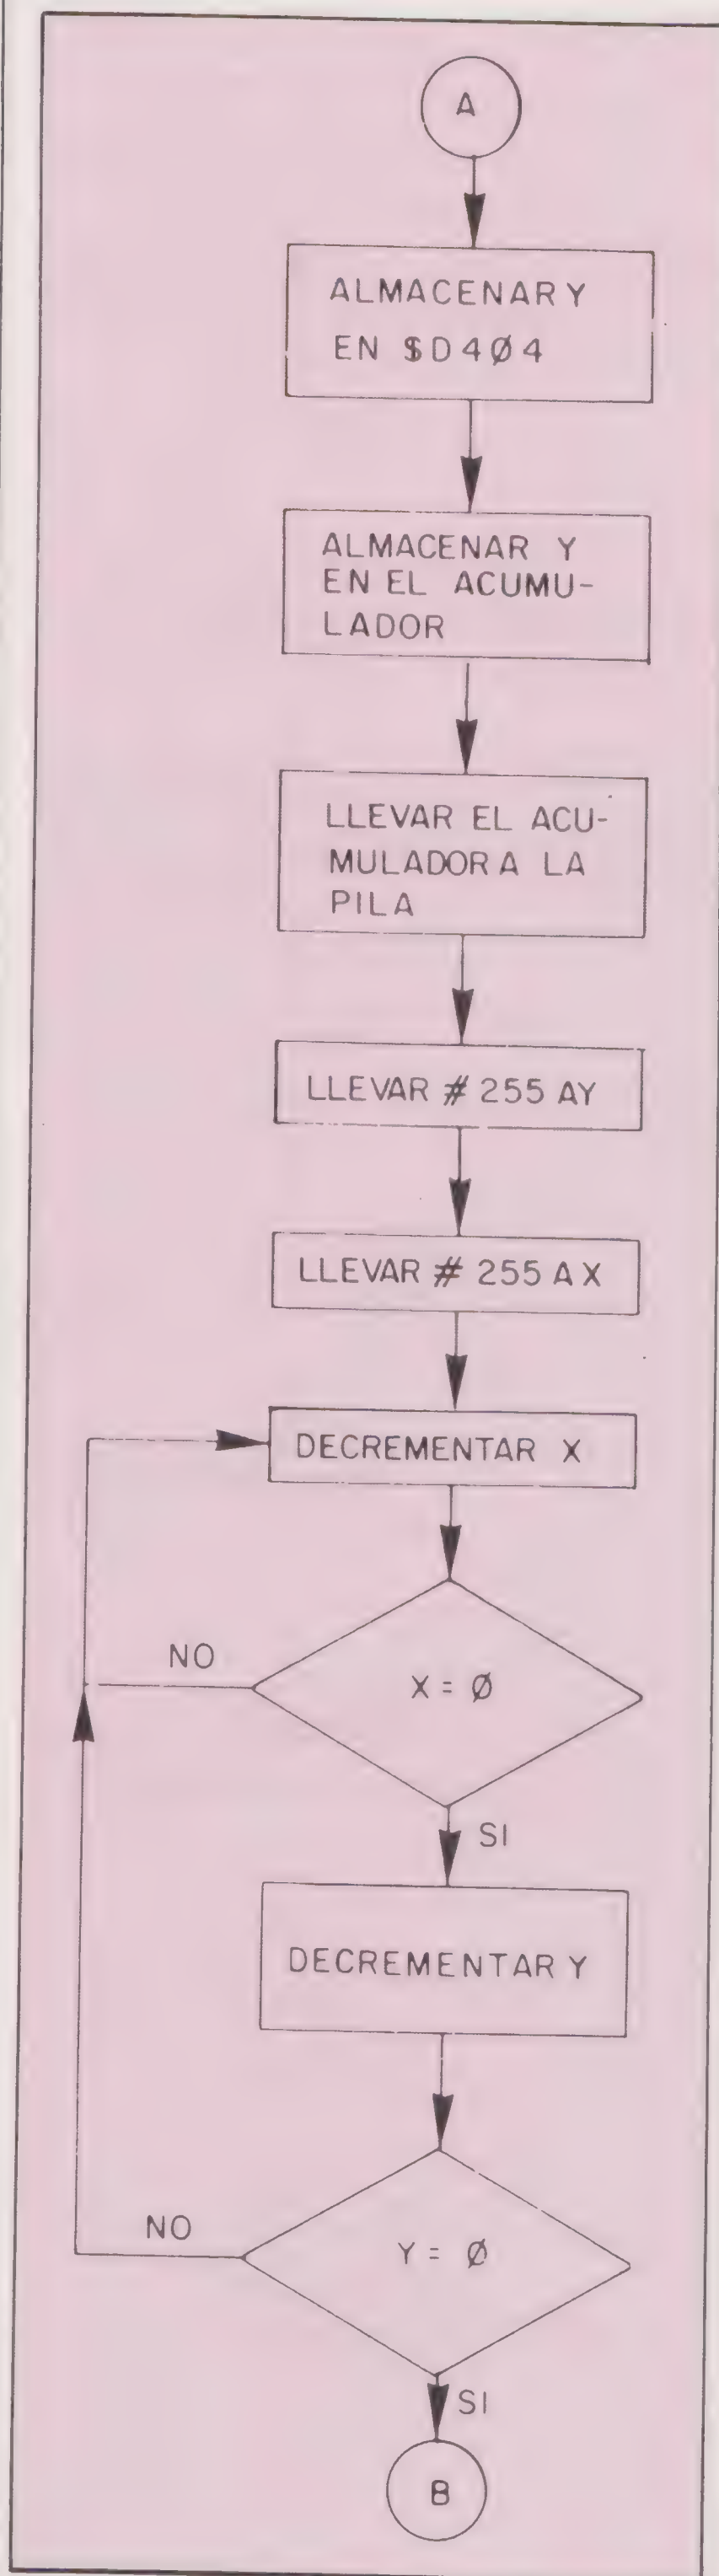 A
ALMACENAR Y
EN $D4Ø4
ALMACENAR Y
EN EL ACUMU-
LADOR
LLEVAR EL ACU-
MULADOR A LA
PILA
LLEVAR # 255 AY
LLEVAR # 255 A X
DECREMENTAR X
NO
X = Ø
SI
DECREMENTAR Y
NO
Y = Ø
SI
B